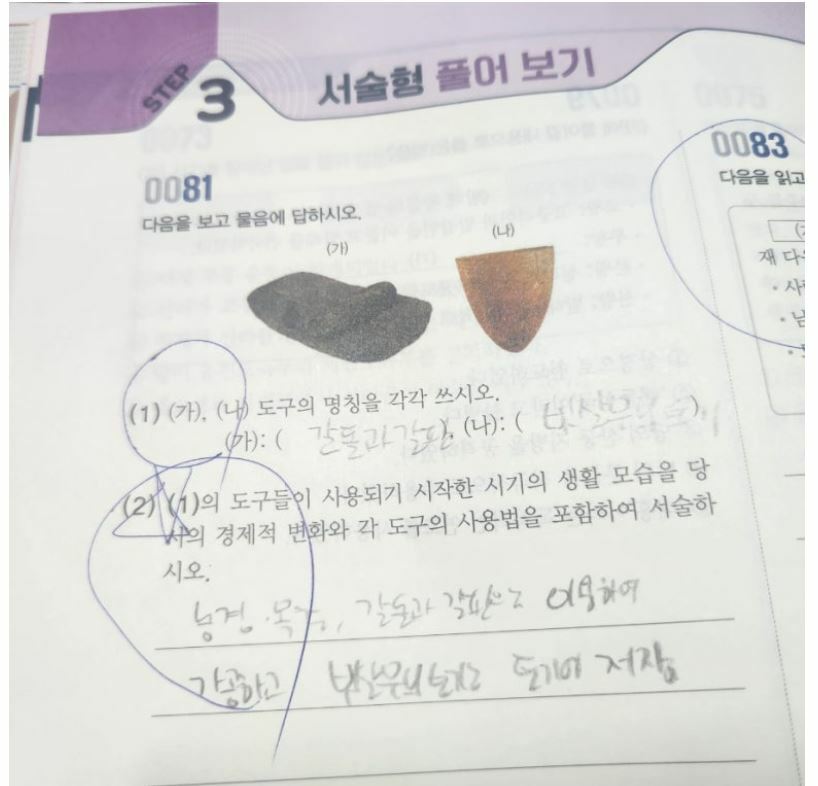 STEP 3 서술형 풀어 보기
0081
다음을 보고 물음에 답하시오.
(가) (나)
(1) (가), (나) 도구의 명칭을 각각 쓰시오.
(가): ( 갈돌과 갈판 ), (나): ( 빗살무늬 토기 )
(2) (1)의 도구들이 사용되기 시작한 시기의 생활 모습을 당
시의 경제적 변화와 각 도구의 사용법을 포함하여 서술하
시오.
농경·목축, 갈돌과 갈판으로 이용하여
가공하고 빗살무늬 토기에 저장
0083
다음을 읽고
재 다